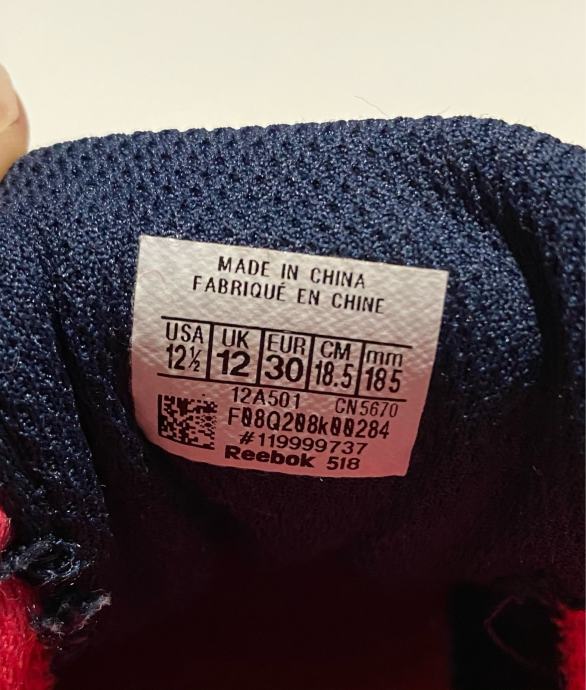 MADE IN CHINA
FABRIQUÉ EN CHINE
USA UK EUR CM mm
12½ 12 30 18.5 185
12A501 CN5670
F08Q208k00284
#119999737
Reebok 518